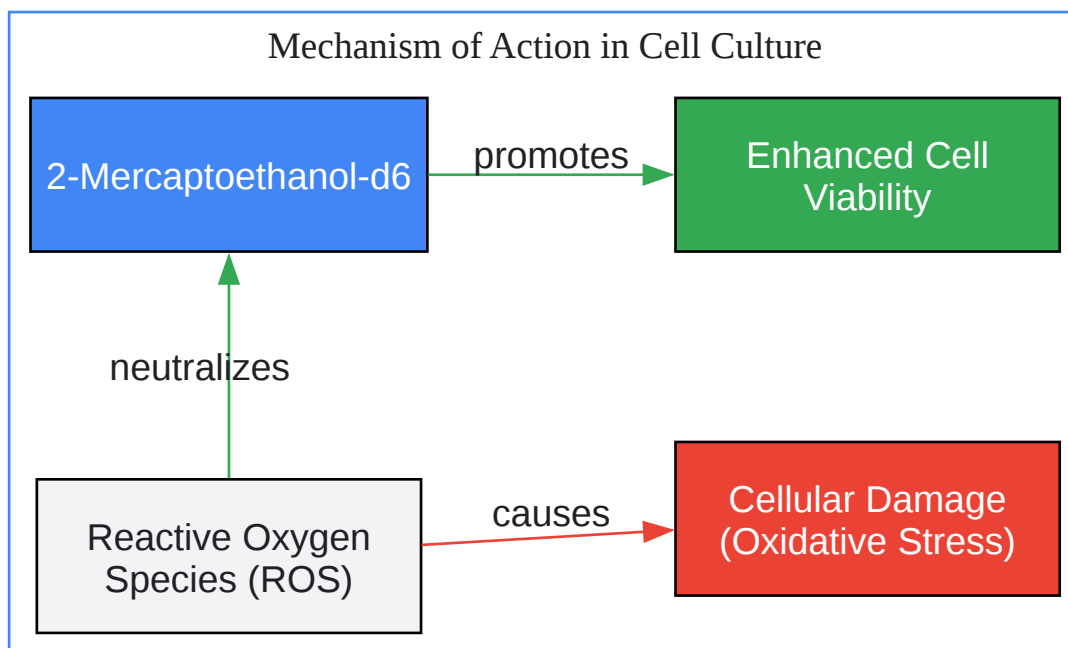 Mechanism of Action in Cell Culture
2-Mercaptoethanol-d6
promotes
Enhanced Cell
Viability
neutralizes
Reactive Oxygen
Species (ROS)
causes
Cellular Damage
(Oxidative Stress)